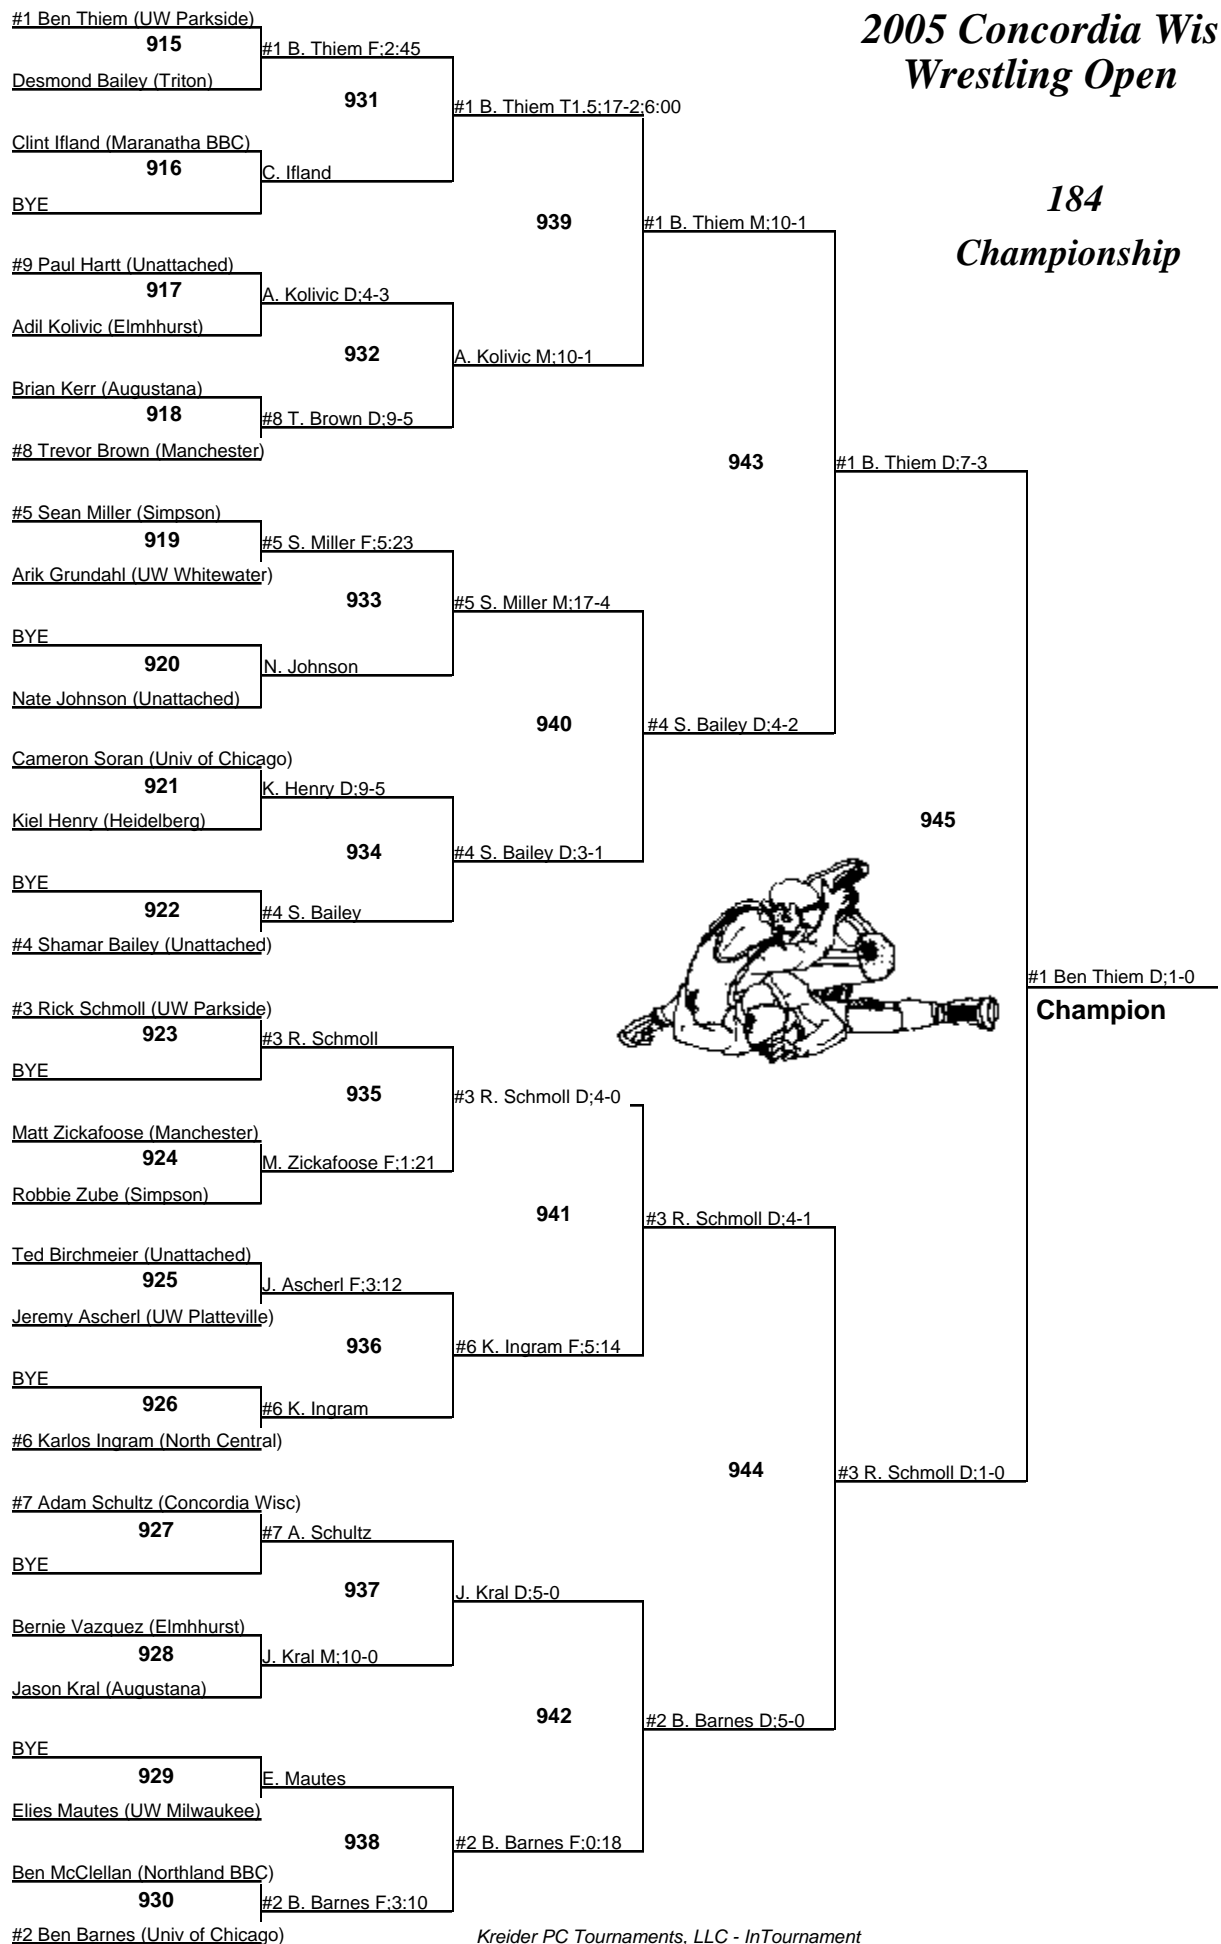 2005 Concordia Wis
Wrestling Open
184
Championship
#1 Ben Thiem (UW Parkside)
915
Desmond Bailey (Triton)
#1 B. Thiem F;2:45
931
Clint Ifland (Maranatha BBC)
916
BYE
C. Ifland
#1 B. Thiem T1.5;17-2;6:00
939
#9 Paul Hartt (Unattached)
917
Adil Kolivic (Elmhhurst)
A. Kolivic D;4-3
932
Brian Kerr (Augustana)
918
#8 Trevor Brown (Manchester)
#8 T. Brown D;9-5
A. Kolivic M;10-1
#1 B. Thiem M;10-1
943
#5 Sean Miller (Simpson)
919
Arik Grundahl (UW Whitewater)
#5 S. Miller F;5:23
933
BYE
920
Nate Johnson (Unattached)
N. Johnson
#5 S. Miller M;17-4
940
Cameron Soran (Univ of Chicago)
921
Kiel Henry (Heidelberg)
K. Henry D;9-5
934
BYE
922
#4 Shamar Bailey (Unattached)
#4 S. Bailey
#4 S. Bailey D;3-1
#4 S. Bailey D;4-2
#1 B. Thiem D;7-3
945
#3 Rick Schmoll (UW Parkside)
923
BYE
#3 R. Schmoll
935
Matt Zickafoose (Manchester)
924
Robbie Zube (Simpson)
M. Zickafoose F;1:21
#3 R. Schmoll D;4-0
941
Ted Birchmeier (Unattached)
925
Jeremy Ascherl (UW Platteville)
J. Ascherl F;3:12
936
BYE
926
#6 Karlos Ingram (North Central)
#6 K. Ingram
#6 K. Ingram F;5:14
#3 R. Schmoll D;4-1
944
#7 Adam Schultz (Concordia Wisc)
927
BYE
#7 A. Schultz
937
Bernie Vazquez (Elmhhurst)
928
Jason Kral (Augustana)
J. Kral M;10-0
J. Kral D;5-0
942
BYE
929
Elies Mautes (UW Milwaukee)
E. Mautes
938
Ben McClellan (Northland BBC)
930
#2 Ben Barnes (Univ of Chicago)
#2 B. Barnes F;3:10
#2 B. Barnes F;0:18
#2 B. Barnes D;5-0
#3 R. Schmoll D;1-0
#1 Ben Thiem D;1-0
Champion
Kreider PC Tournaments, LLC - InTournament